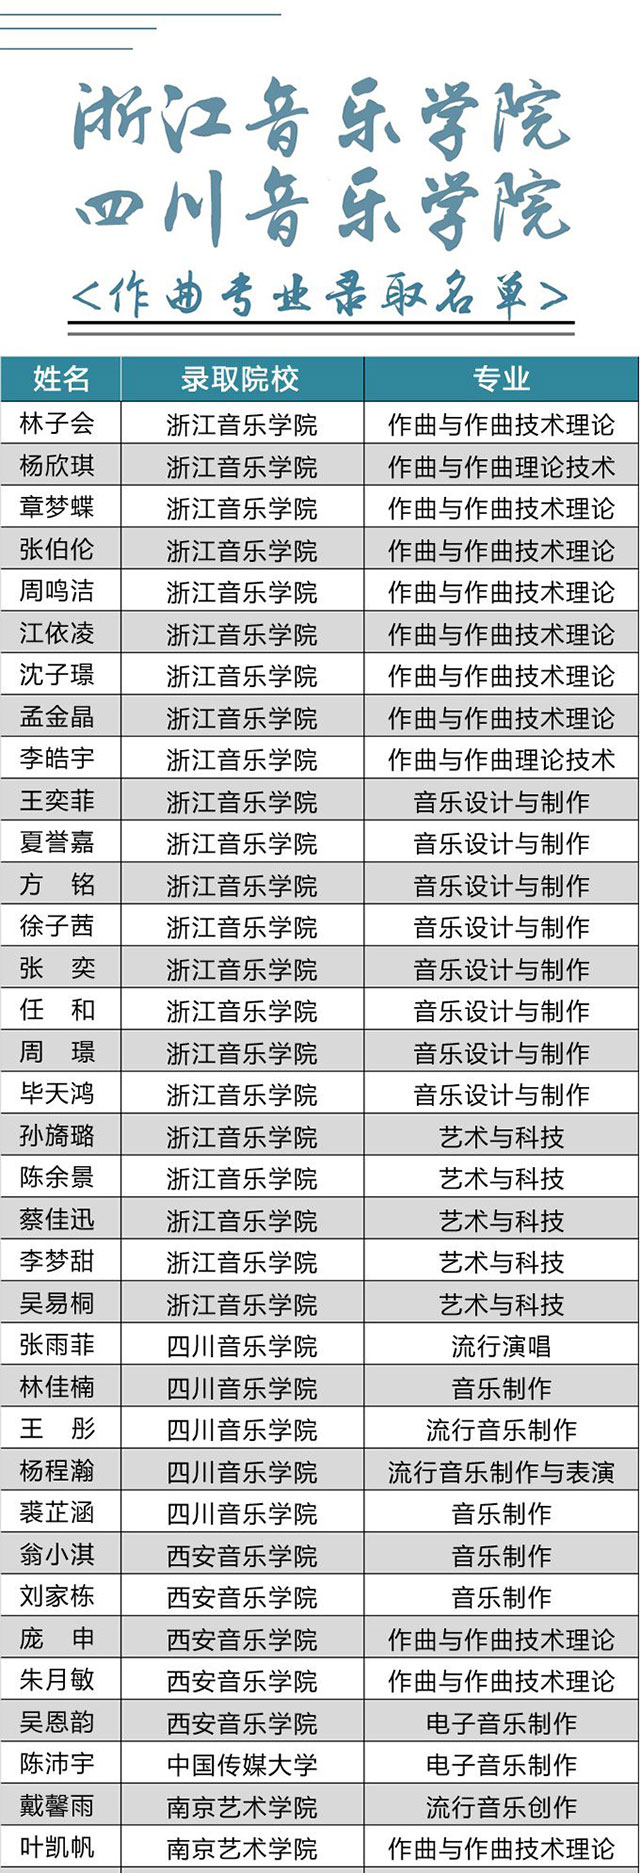 浙江音乐学院
四川音乐学院
<作曲专业录取名单>
姓名 录取院校 专业
林子会 浙江音乐学院 作曲与作曲技术理论
杨欣琪 浙江音乐学院 作曲与作曲理论技术
章梦蝶 浙江音乐学院 作曲与作曲技术理论
张伯伦 浙江音乐学院 作曲与作曲技术理论
周鸣洁 浙江音乐学院 作曲与作曲技术理论
江依凌 浙江音乐学院 作曲与作曲技术理论
沈子璟 浙江音乐学院 作曲与作曲技术理论
孟金晶 浙江音乐学院 作曲与作曲技术理论
李皓宇 浙江音乐学院 作曲与作曲理论技术
王奕菲 浙江音乐学院 音乐设计与制作
夏誉嘉 浙江音乐学院 音乐设计与制作
方 铭 浙江音乐学院 音乐设计与制作
徐子茜 浙江音乐学院 音乐设计与制作
张 奕 浙江音乐学院 音乐设计与制作
任 和 浙江音乐学院 音乐设计与制作
周 璟 浙江音乐学院 音乐设计与制作
毕天鸿 浙江音乐学院 音乐设计与制作
孙旖璐 浙江音乐学院 艺术与科技
陈余景 浙江音乐学院 艺术与科技
蔡佳迅 浙江音乐学院 艺术与科技
李梦甜 浙江音乐学院 艺术与科技
吴易桐 浙江音乐学院 艺术与科技
张雨菲 四川音乐学院 流行演唱
林佳楠 四川音乐学院 音乐制作
王 彤 四川音乐学院 流行音乐制作
杨程瀚 四川音乐学院 流行音乐制作与表演
裘芷涵 四川音乐学院 音乐制作
翁小淇 西安音乐学院 音乐制作
刘家栋 西安音乐学院 音乐制作
庞 申 西安音乐学院 作曲与作曲技术理论
朱月敏 西安音乐学院 作曲与作曲技术理论
吴恩韵 西安音乐学院 电子音乐制作
陈沛宇 中国传媒大学 电子音乐制作
戴馨雨 南京艺术学院 流行音乐创作
叶凯帆 南京艺术学院 作曲与作曲技术理论